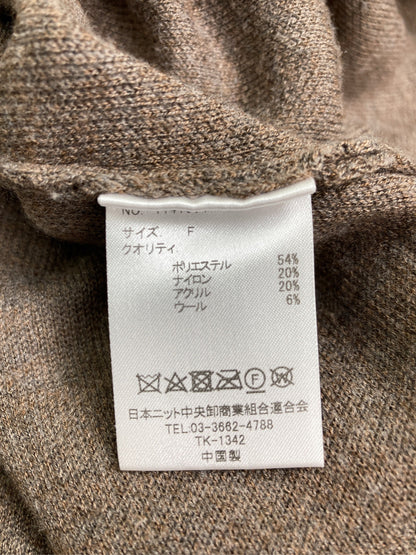 サイズ F
クオリティ
ポリエステル 54%
ナイロン 20%
アクリル 20%
ウール 6%
日本ニット中央卸商業組合連合会
TEL:03-3662-4788
TK-1342
中国製